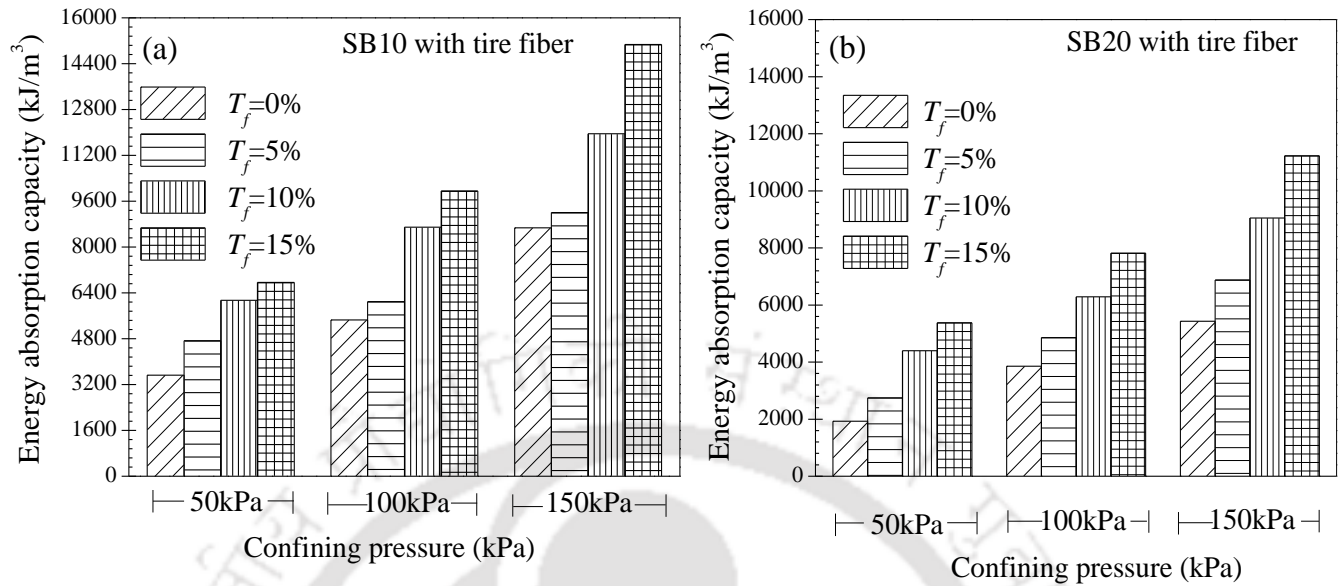 (a)
SB10 with tire fiber
Energy absorption capacity (kJ/m³)
16000
14400
12800
11200
9600
8000
6400
4800
3200
1600
0
T_f=0%
T_f=5%
T_f=10%
T_f=15%
50kPa
100kPa
150kPa
Confining pressure (kPa)
(b)
SB20 with tire fiber
Energy absorption capacity (kJ/m³)
16000
14000
12000
10000
8000
6000
4000
2000
0
T_f=0%
T_f=5%
T_f=10%
T_f=15%
50kPa
100kPa
150kPa
Confining pressure (kPa)